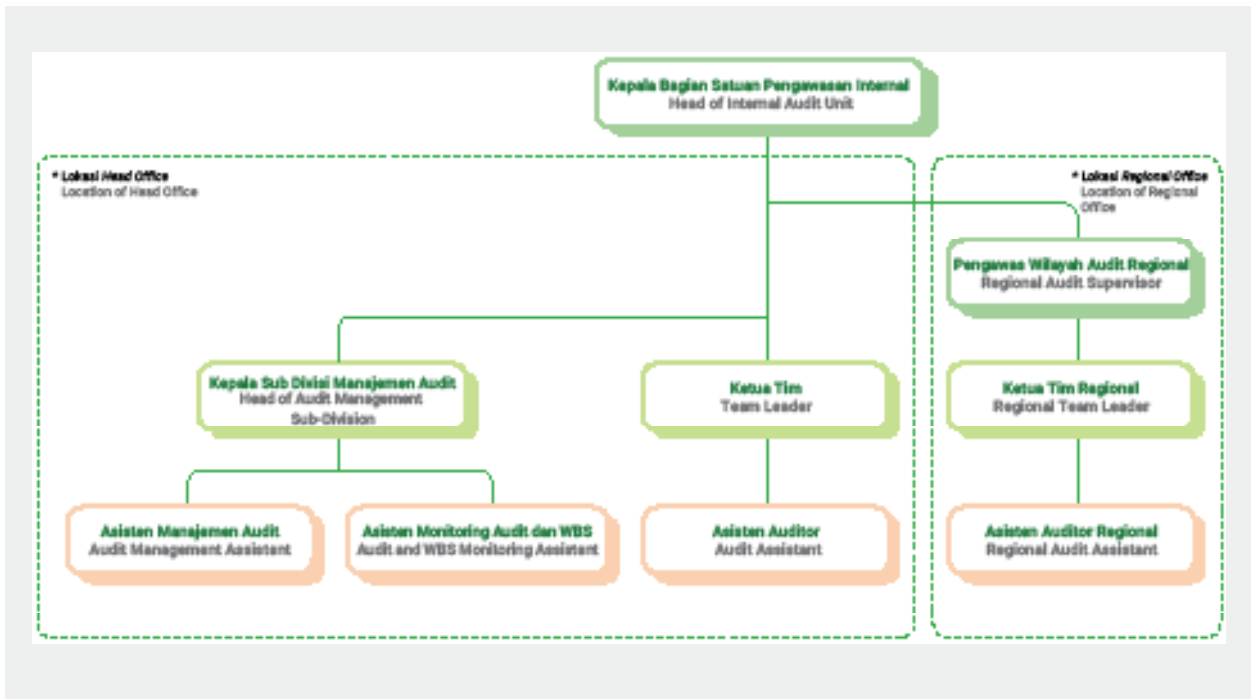 Kepala Bagian Satuan Pengawasan Internal
Head of Internal Audit Unit
* Lokasi Head Office
Location of Head Office
* Lokasi Regional Office
Location of Regional
Office
Pengawas Wilayah Audit Regional
Regional Audit Supervisor
Kepala Sub Divisi Manajemen Audit
Head of Audit Management
Sub-Division
Ketua Tim
Team Leader
Ketua Tim Regional
Regional Team Leader
Asisten Manajemen Audit
Audit Management Assistant
Asisten Monitoring Audit dan WBS
Audit and WBS Monitoring Assistant
Asisten Auditor
Audit Assistant
Asisten Auditor Regional
Regional Audit Assistant